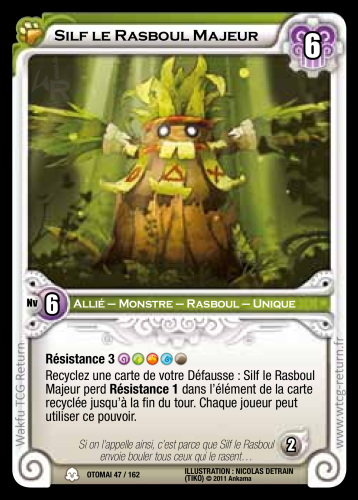 Silf le Rasboul Majeur
6
Nv 6
Allié – Monstre – Rasboul – Unique
Résistance 3
Recyclez une carte de votre Défausse : Silf le Rasboul
Majeur perd Résistance 1 dans l'élément de la carte
recyclée jusqu'à la fin du tour. Chaque joueur peut
utiliser ce pouvoir.
Si on l'appelle ainsi, c'est parce que Silf le Rasboul
envoie bouler tous ceux qui le rasent…
2
OTOMAI 47 / 162
ILLUSTRATION : NICOLAS DETRAIN
(TIKO) © 2011 Ankama
Wakfu TCG Return
www.wtcg-return.fr